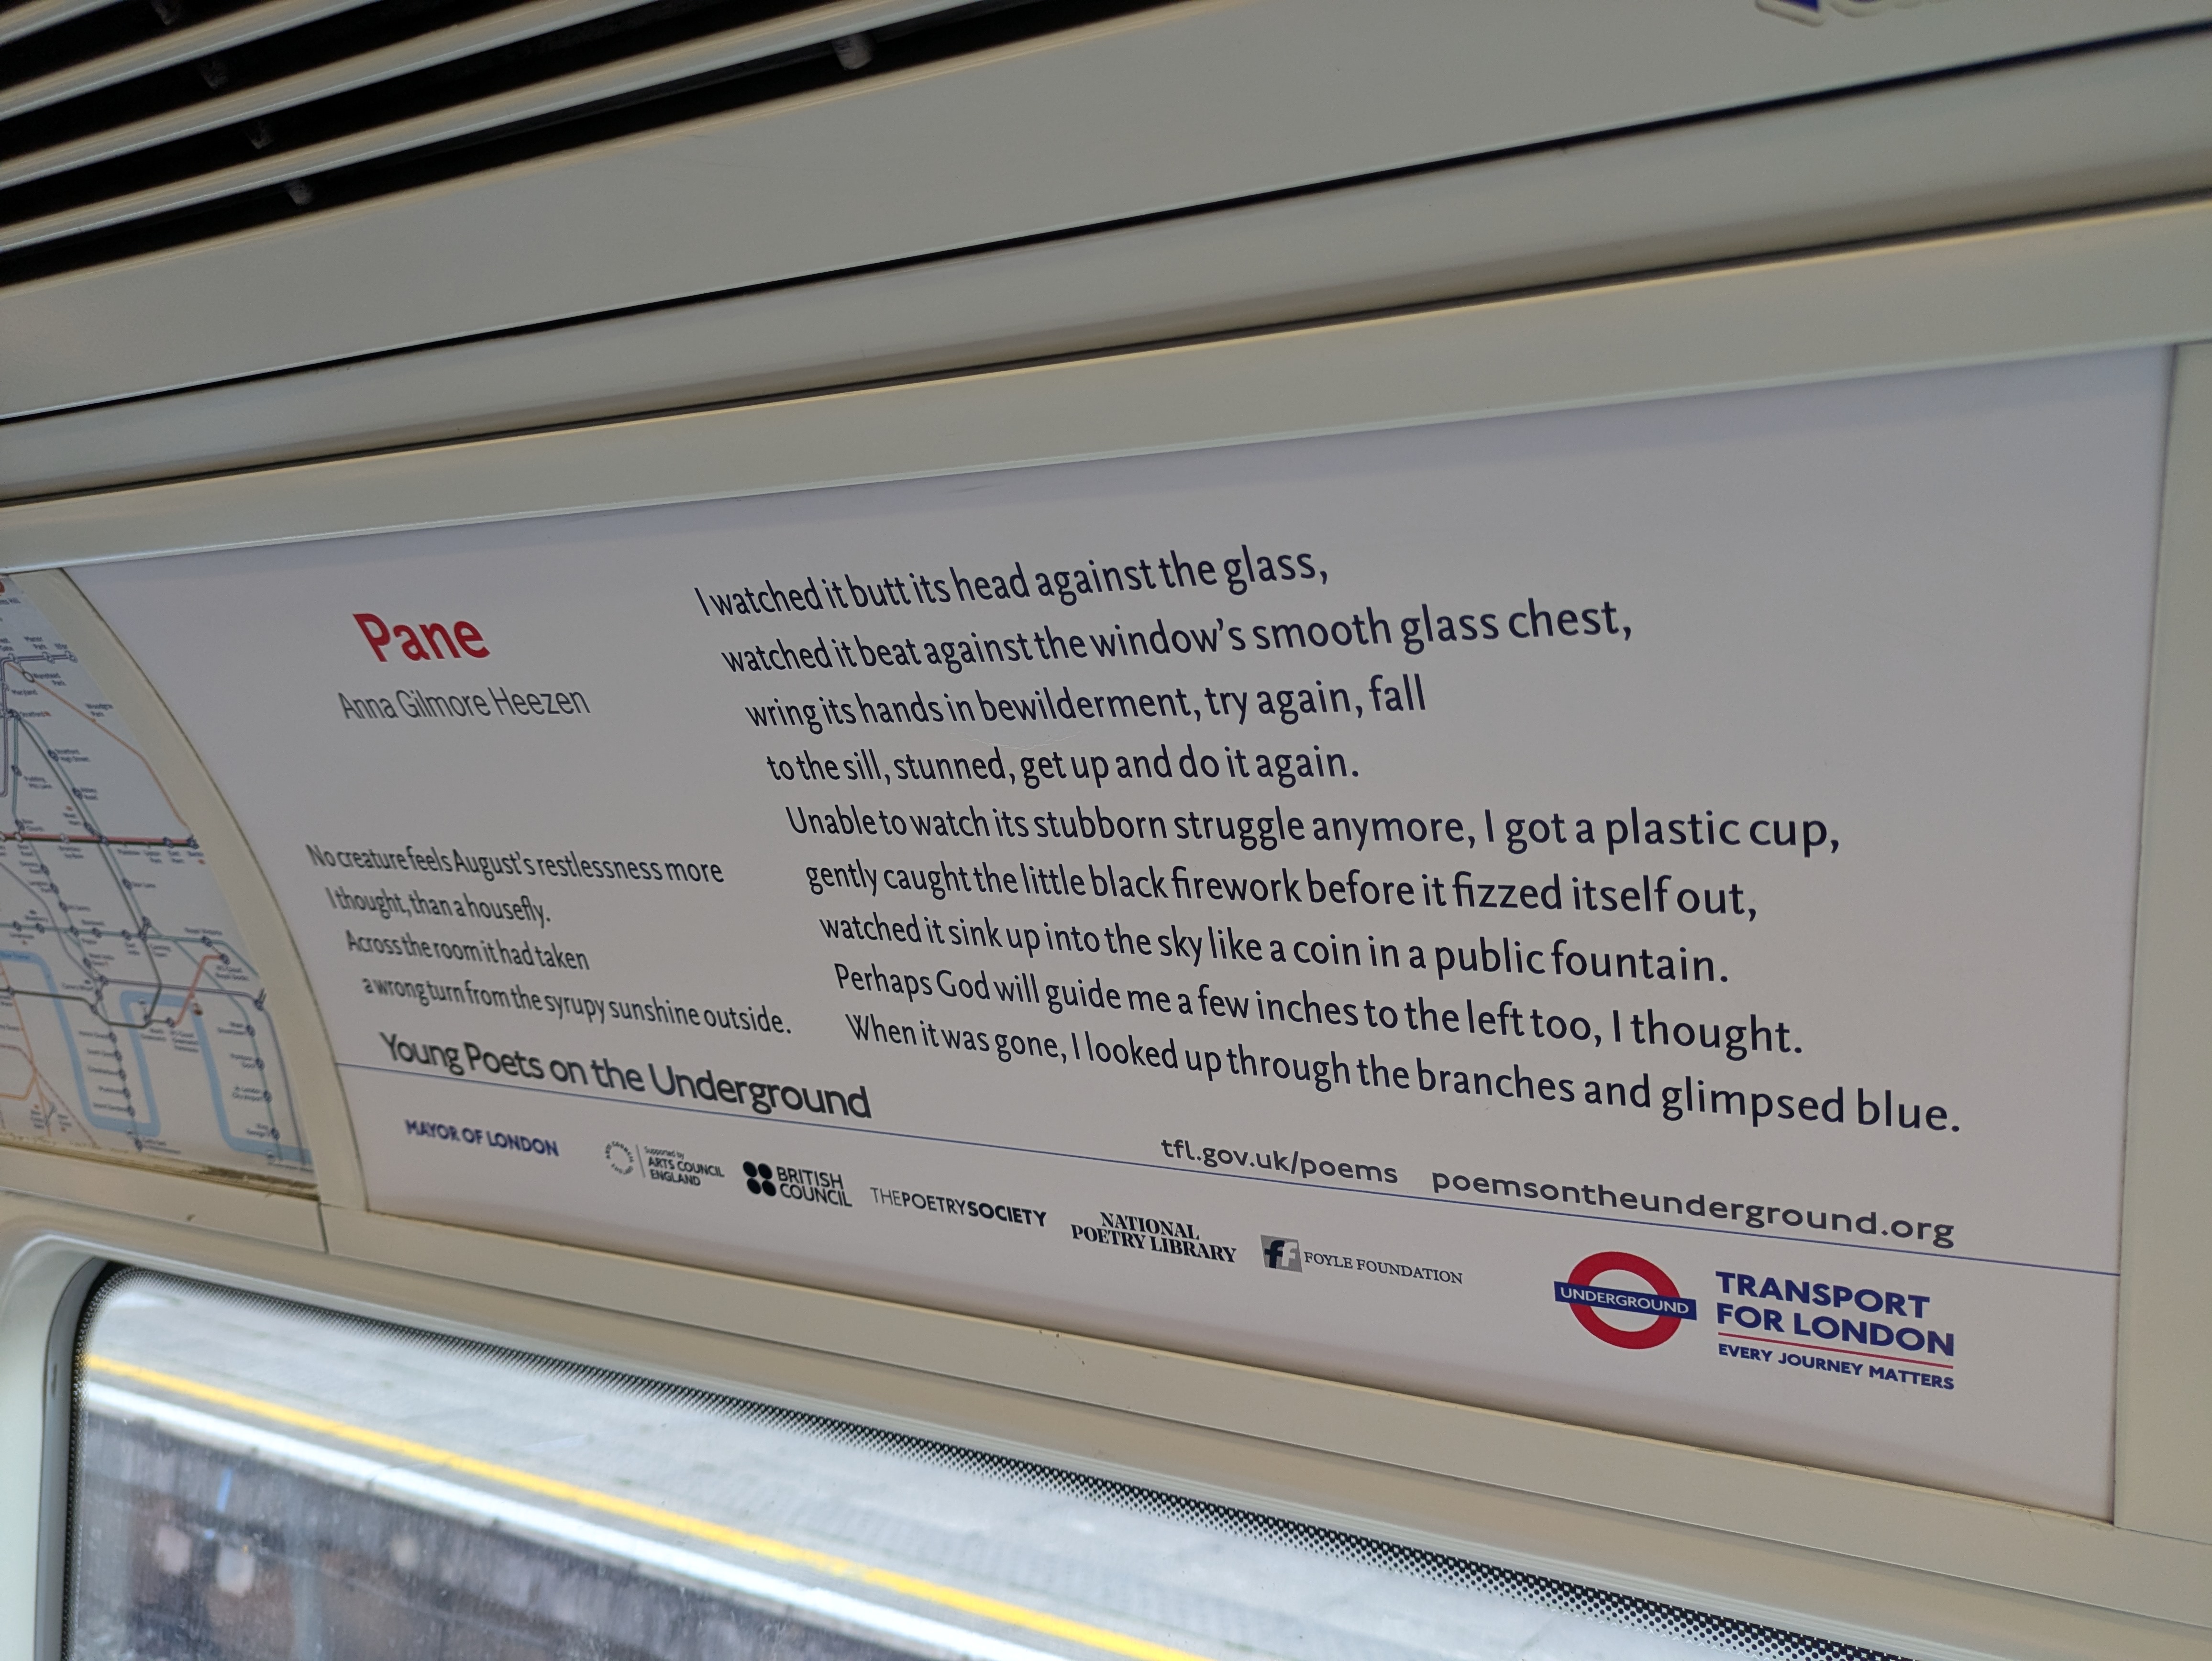 Pane
Anna Gilmore Heezen
No creature feels August's restlessness more
I thought, than a housefly.
Across the room it had taken
a wrong turn from the syrupy sunshine outside.
I watched it butt its head against the glass,
watched it beat against the window's smooth glass chest,
wring its hands in bewilderment, try again, fall
to the sill, stunned, get up and do it again.
Unable to watch its stubborn struggle anymore, I got a plastic cup,
gently caught the little black firework before it fizzed itself out,
watched it sink up into the sky like a coin in a public fountain.
Perhaps God will guide me a few inches to the left too, I thought.
When it was gone, I looked up through the branches and glimpsed blue.
Young Poets on the Underground
tfl.gov.uk/poems poemsontheunderground.org
MAYOR OF LONDON
Supported by
ARTS COUNCIL
ENGLAND
BRITISH
COUNCIL
THEPOETRYSOCIETY
NATIONAL
POETRY LIBRARY
ff FOYLE FOUNDATION
UNDERGROUND
TRANSPORT
FOR LONDON
EVERY JOURNEY MATTERS